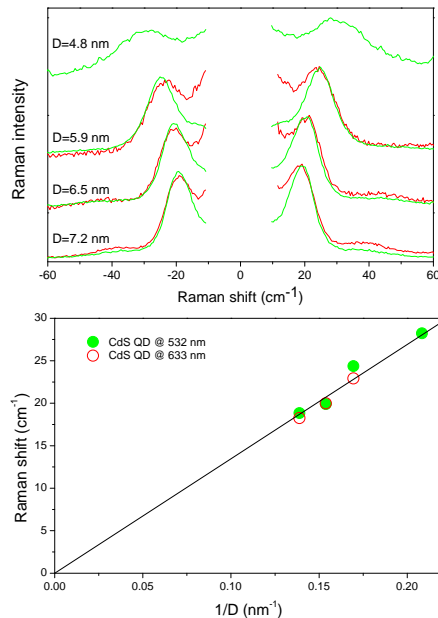 D=4.8 nm
D=5.9 nm
D=6.5 nm
D=7.2 nm
Raman intensity
-60 -40 -20 0 20 40 60
Raman shift (cm⁻¹)
30
CdS QD @ 532 nm
CdS QD @ 633 nm
25
20
15
10
5
0
Raman shift (cm⁻¹)
0.00 0.05 0.10 0.15 0.20
1/D (nm⁻¹)